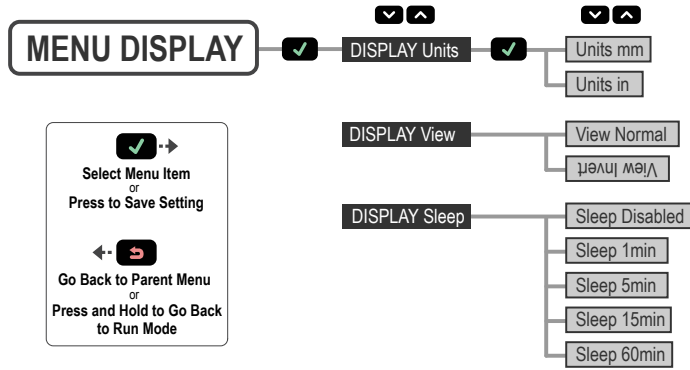 MENU DISPLAY
DISPLAY Units
Units mm
Units in
DISPLAY View
View Normal
View Invert
DISPLAY Sleep
Sleep Disabled
Sleep 1min
Sleep 5min
Sleep 15min
Sleep 60min
Select Menu Item
or
Press to Save Setting
Go Back to Parent Menu
or
Press and Hold to Go Back
to Run Mode